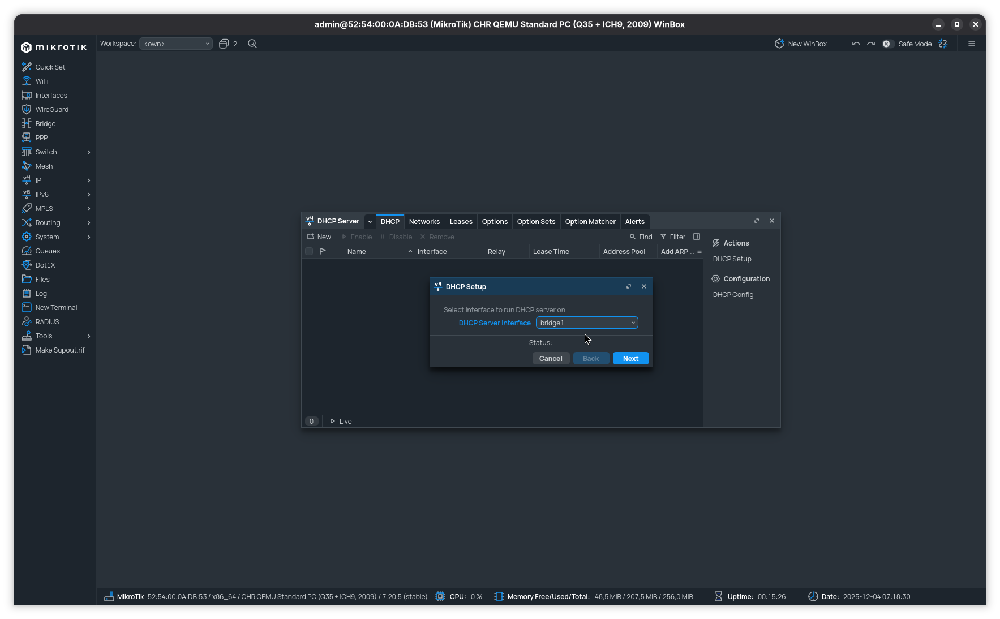 admin@52:54:00:0A:DB:53 (MikroTik) CHR QEMU Standard PC (Q35 + ICH9, 2009) WinBox
MikroTik
Workspace: <own> 2 New WinBox Safe Mode
Quick Set
WiFi
Interfaces
WireGuard
Bridge
PPP
Switch
Mesh
IP
IPv6
MPLS
Routing
System
Queues
Dot1X
Files
Log
New Terminal
RADIUS
Tools
Make Supout.rif
DHCP Server DHCP Networks Leases Options Option Sets Option Matcher Alerts
New Enable Disable Remove Find Filter
Name Interface Relay Lease Time Address Pool Add ARP ...
Actions
DHCP Setup
Configuration
DHCP Config
DHCP Setup
Select interface to run DHCP server on
DHCP Server Interface bridge1
Status:
Cancel Back Next
0 Live
MikroTik 52:54:00:0A:DB:53 / x86_64 / CHR QEMU Standard PC (Q35 + ICH9, 2009) / 7.20.5 (stable) CPU: 0 % Memory Free/Used/Total: 48,5 MiB / 207,5 MiB / 256,0 MiB Uptime: 00:15:26 Date: 2025-12-04 07:18:30